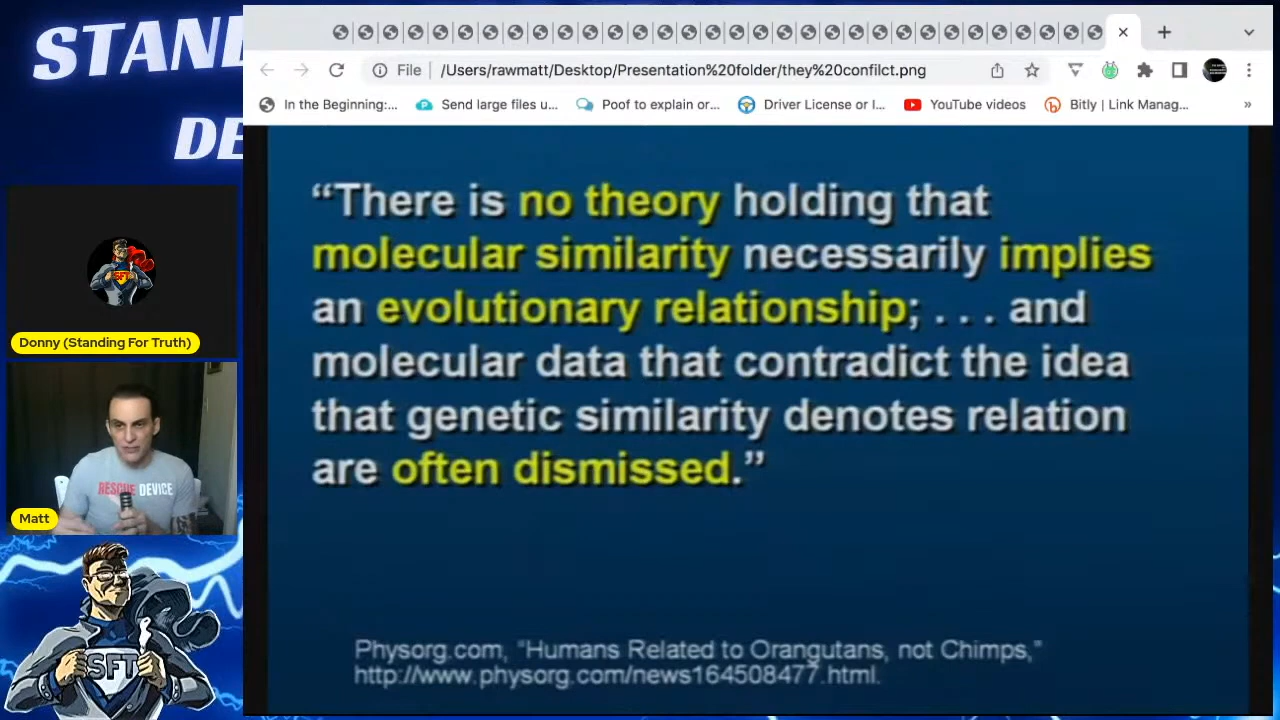 STAND
DE
File
/Users/rawmatt/Desktop/Presentation%20folder/they%20confilct.png
In the Beginning:...
Send large files u...
Poof to explain or...
Driver License or I...
YouTube videos
Bitly | Link Manag...
»
“There is no theory holding that
molecular similarity necessarily implies
an evolutionary relationship; . . . and
molecular data that contradict the idea
that genetic similarity denotes relation
are often dismissed.”
Physorg.com, “Humans Related to Orangutans, not Chimps,”
http://www.physorg.com/news164508477.html.
SFT
Donny (Standing For Truth)
RESCUE DEVICE
Matt
SFT